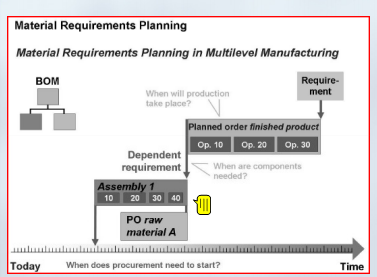 Material Requirements Planning
Material Requirements Planning in Multilevel Manufacturing
BOM
When will production
take place?
Require-
ment
Planned order finished product
Op. 10 Op. 20 Op. 30
Dependent
requirement
When are components
needed?
Assembly 1
10 20 30 40
PO raw
material A
Today
When does procurement need to start?
Time